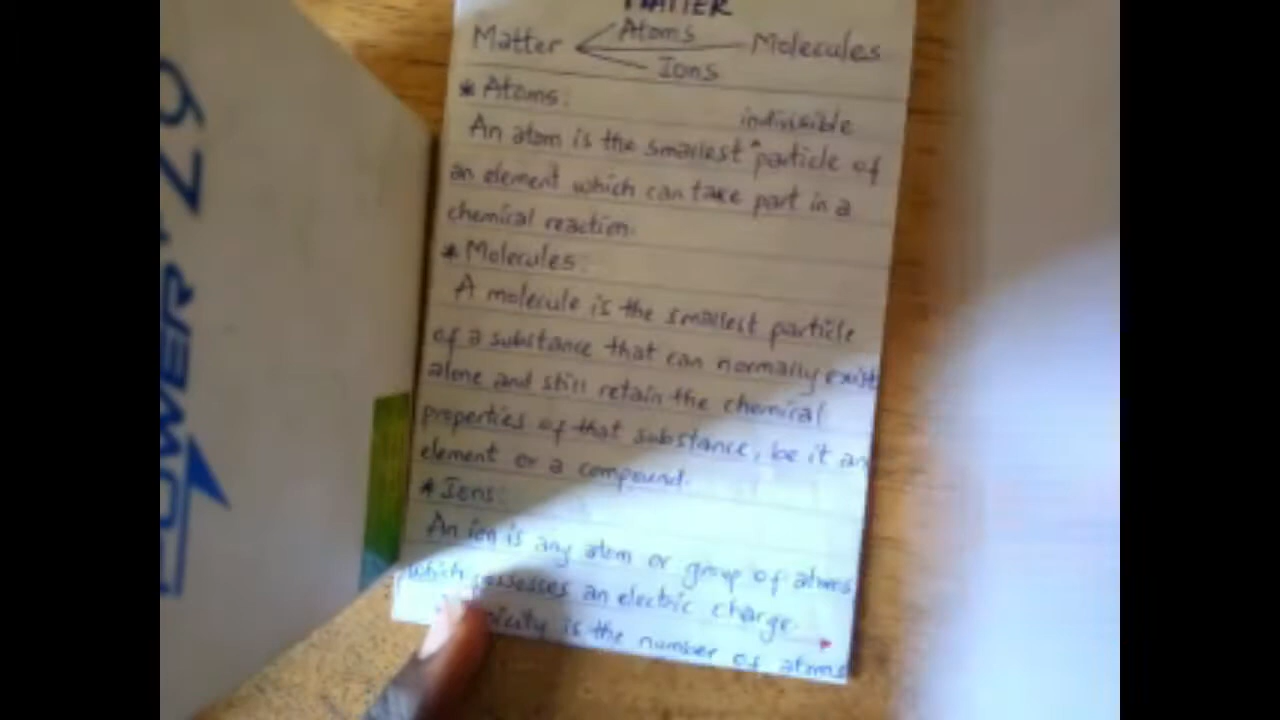 MATTER
Matter Atoms Molecules
Ions
* Atoms:
indivisible
An atom is the smallest ^ particle of
an element which can take part in a
chemical reaction.
* Molecules:
A molecule is the smallest particle
of a substance that can normally exist
alone and still retain the chemical
properties of that substance, be it an
element or a compound.
* Ions:
An ion is any atom or group of atoms
which possesses an electric charge.
is the number of atoms
POWER